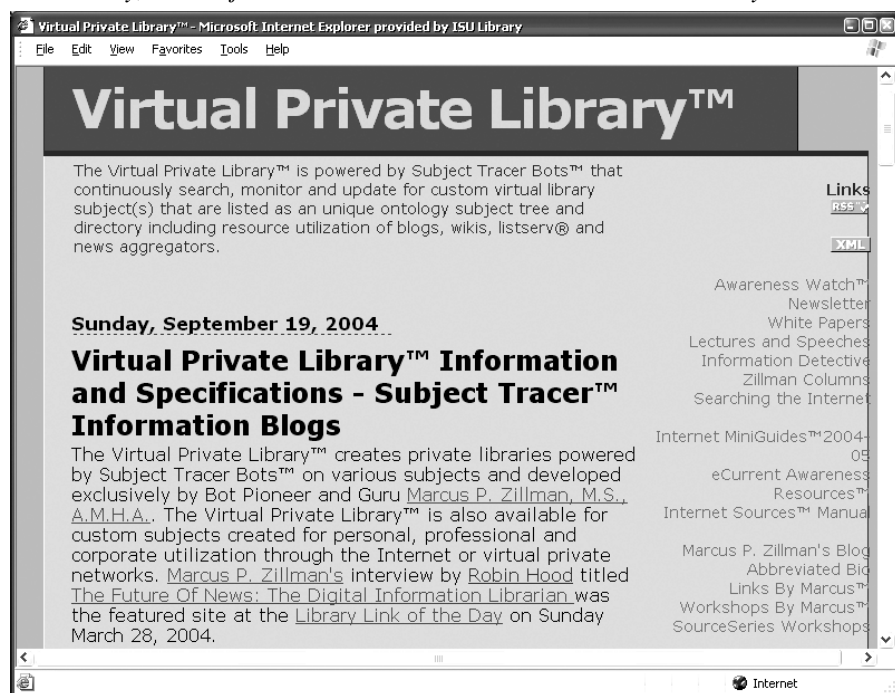 Virtual Private Library™ - Microsoft Internet Explorer provided by ISU Library
File Edit View Favorites Tools Help
Virtual Private Library™
The Virtual Private Library™ is powered by Subject Tracer Bots™ that
continuously search, monitor and update for custom virtual library
subject(s) that are listed as an unique ontology subject tree and
directory including resource utilization of blogs, wikis, listserv® and
news aggregators.
Sunday, September 19, 2004
Virtual Private Library™ Information
and Specifications - Subject Tracer™
Information Blogs
The Virtual Private Library™ creates private libraries powered
by Subject Tracer Bots™ on various subjects and developed
exclusively by Bot Pioneer and Guru Marcus P. Zillman, M.S.,
A.M.H.A.. The Virtual Private Library™ is also available for
custom subjects created for personal, professional and
corporate utilization through the Internet or virtual private
networks. Marcus P. Zillman's interview by Robin Hood titled
The Future Of News: The Digital Information Librarian was
the featured site at the Library Link of the Day on Sunday
March 28, 2004.
Links
RSS
XML
Awareness Watch™
Newsletter
White Papers
Lectures and Speeches
Information Detective
Zillman Columns
Searching the Internet
Internet MiniGuides™2004-
05
eCurrent Awareness
Resources™
Internet Sources™ Manual
Marcus P. Zillman's Blog
Abbreviated Bio
Links By Marcus™
Workshops By Marcus™
SourceSeries Workshops
Internet